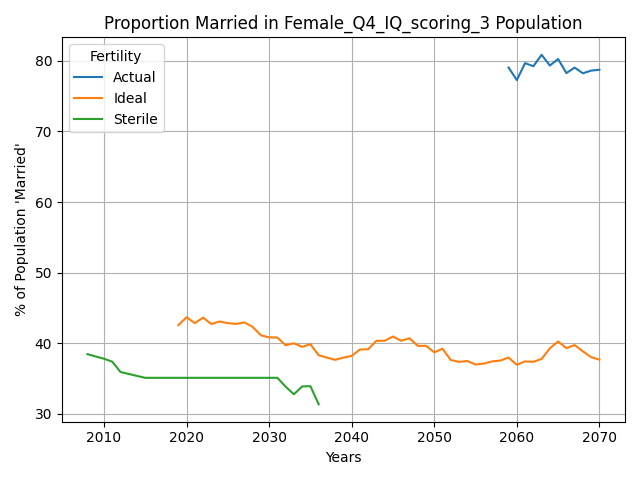 Proportion Married in Female_Q4_IQ_scoring_3 Population
% of Population 'Married'
80
70
60
50
40
30
Fertility
Actual
Ideal
Sterile
2010 2020 2030 2040 2050 2060 2070
Years